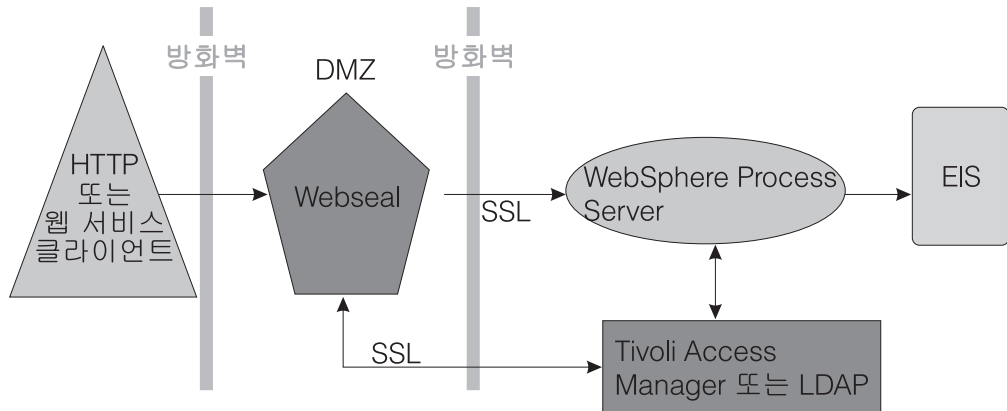 방화벽
방화벽
DMZ
HTTP
또는
웹 서비스
클라이언트
Webseal
SSL
WebSphere Process
Server
EIS
SSL
Tivoli Access
Manager 또는 LDAP